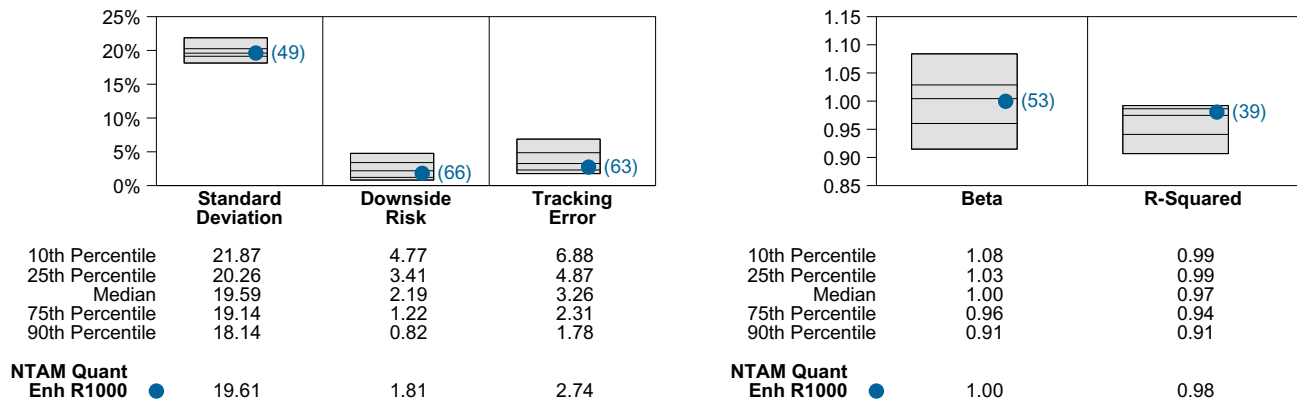 25%
20%
15%
10%
5%
0%
(49)
(66)
(63)
Standard Deviation
Downside Risk
Tracking Error
10th Percentile 21.87 4.77 6.88
25th Percentile 20.26 3.41 4.87
Median 19.59 2.19 3.26
75th Percentile 19.14 1.22 2.31
90th Percentile 18.14 0.82 1.78
NTAM Quant
Enh R1000 19.61 1.81 2.74
1.15
1.10
1.05
1.00
0.95
0.90
0.85
(53)
(39)
Beta
R-Squared
10th Percentile 1.08 0.99
25th Percentile 1.03 0.99
Median 1.00 0.97
75th Percentile 0.96 0.94
90th Percentile 0.91 0.91
NTAM Quant
Enh R1000 1.00 0.98